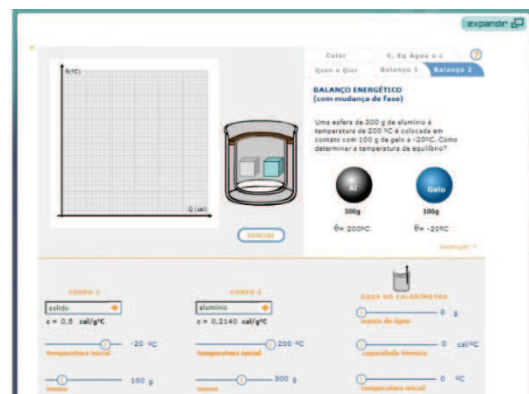 expandir
θ(ºC)
Q (cal)
iniciar
Calor
C, Eq Água e c
?
Qsen e Qlat
Balanço 1
Balanço 2
BALANÇO ENERGÉTICO
(com mudança de fase)
Uma esfera de 300 g de alumínio à
temperatura de 200 ºC é colocada em
contato com 100 g de gelo a -20ºC. Como
determinar a temperatura de equilíbrio?
Al
Gelo
300g
100g
θ= 200ºC
θ= -20ºC
avançar >
CORPO 1
sólido
c = 0,5 cal/gºC
temperatura inicial
-20 ºC
massa
100 g
CORPO 2
alumínio
c = 0,2140 cal/gºC
temperatura inicial
200 ºC
massa
300 g
ÁGUA NO CALORÍMETRO
massa de água
0 g
capacidade térmica
0 cal/ºC
temperatura inicial
0 ºC